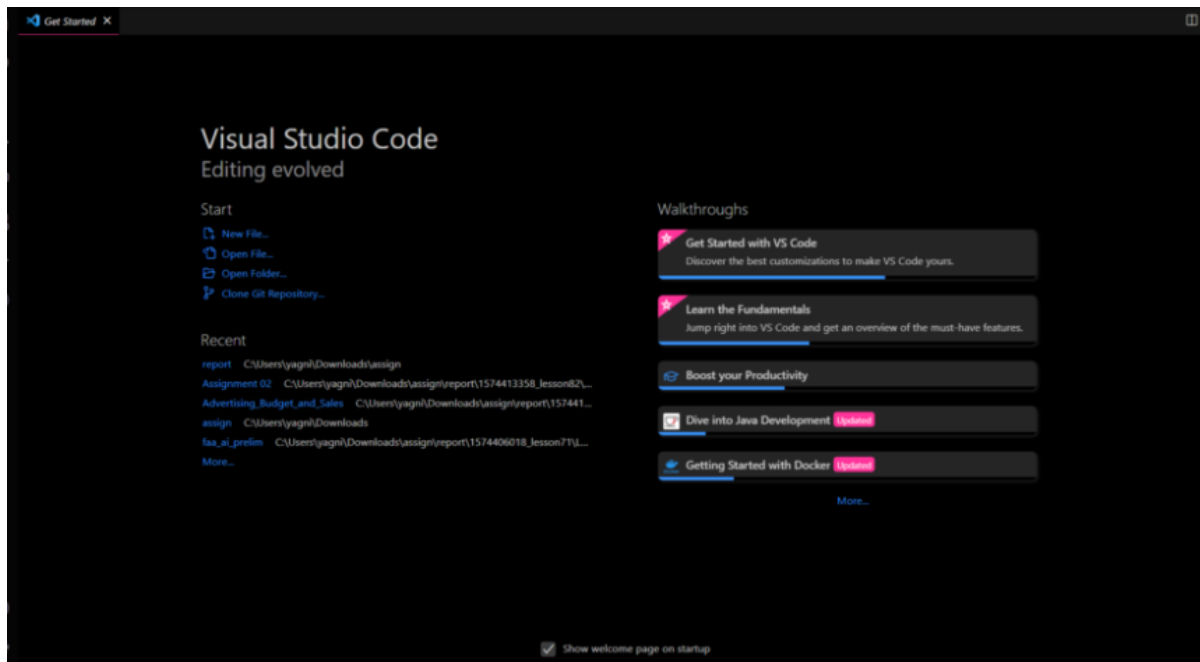 Get Started
Visual Studio Code
Editing evolved
Start
New File...
Open File...
Open Folder...
Clone Git Repository...
Recent
report C:\Users\yagni\Downloads\assign
Assignment 02 C:\Users\yagni\Downloads\assign\report\1574413358_lesson82\...
Advertising_Budget_and_Sales C:\Users\yagni\Downloads\assign\report\157441...
assign C:\Users\yagni\Downloads
faa_ai_prelim C:\Users\yagni\Downloads\assign\report\1574406018_lesson71\L...
More...
Walkthroughs
Get Started with VS Code
Discover the best customizations to make VS Code yours.
Learn the Fundamentals
Jump right into VS Code and get an overview of the must-have features.
Boost your Productivity
Dive into Java Development Updated
Getting Started with Docker Updated
More...
Show welcome page on startup